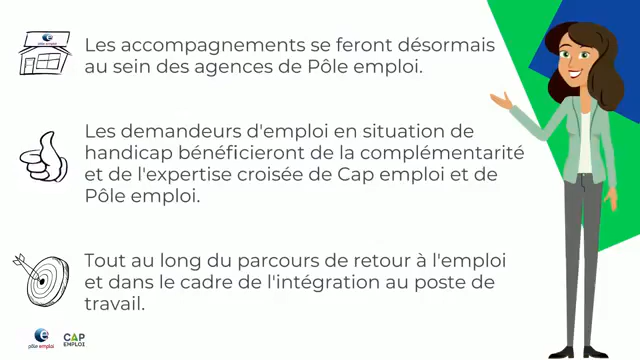 pôle emploi
Les accompagnements se feront désormais
au sein des agences de Pôle emploi.
Les demandeurs d'emploi en situation de
handicap bénéficieront de la complémentarité
et de l'expertise croisée de Cap emploi et de
Pôle emploi.
Tout au long du parcours de retour à l'emploi
et dans le cadre de l'intégration au poste de
travail.
pôle emploi
CAP
EMPLOI